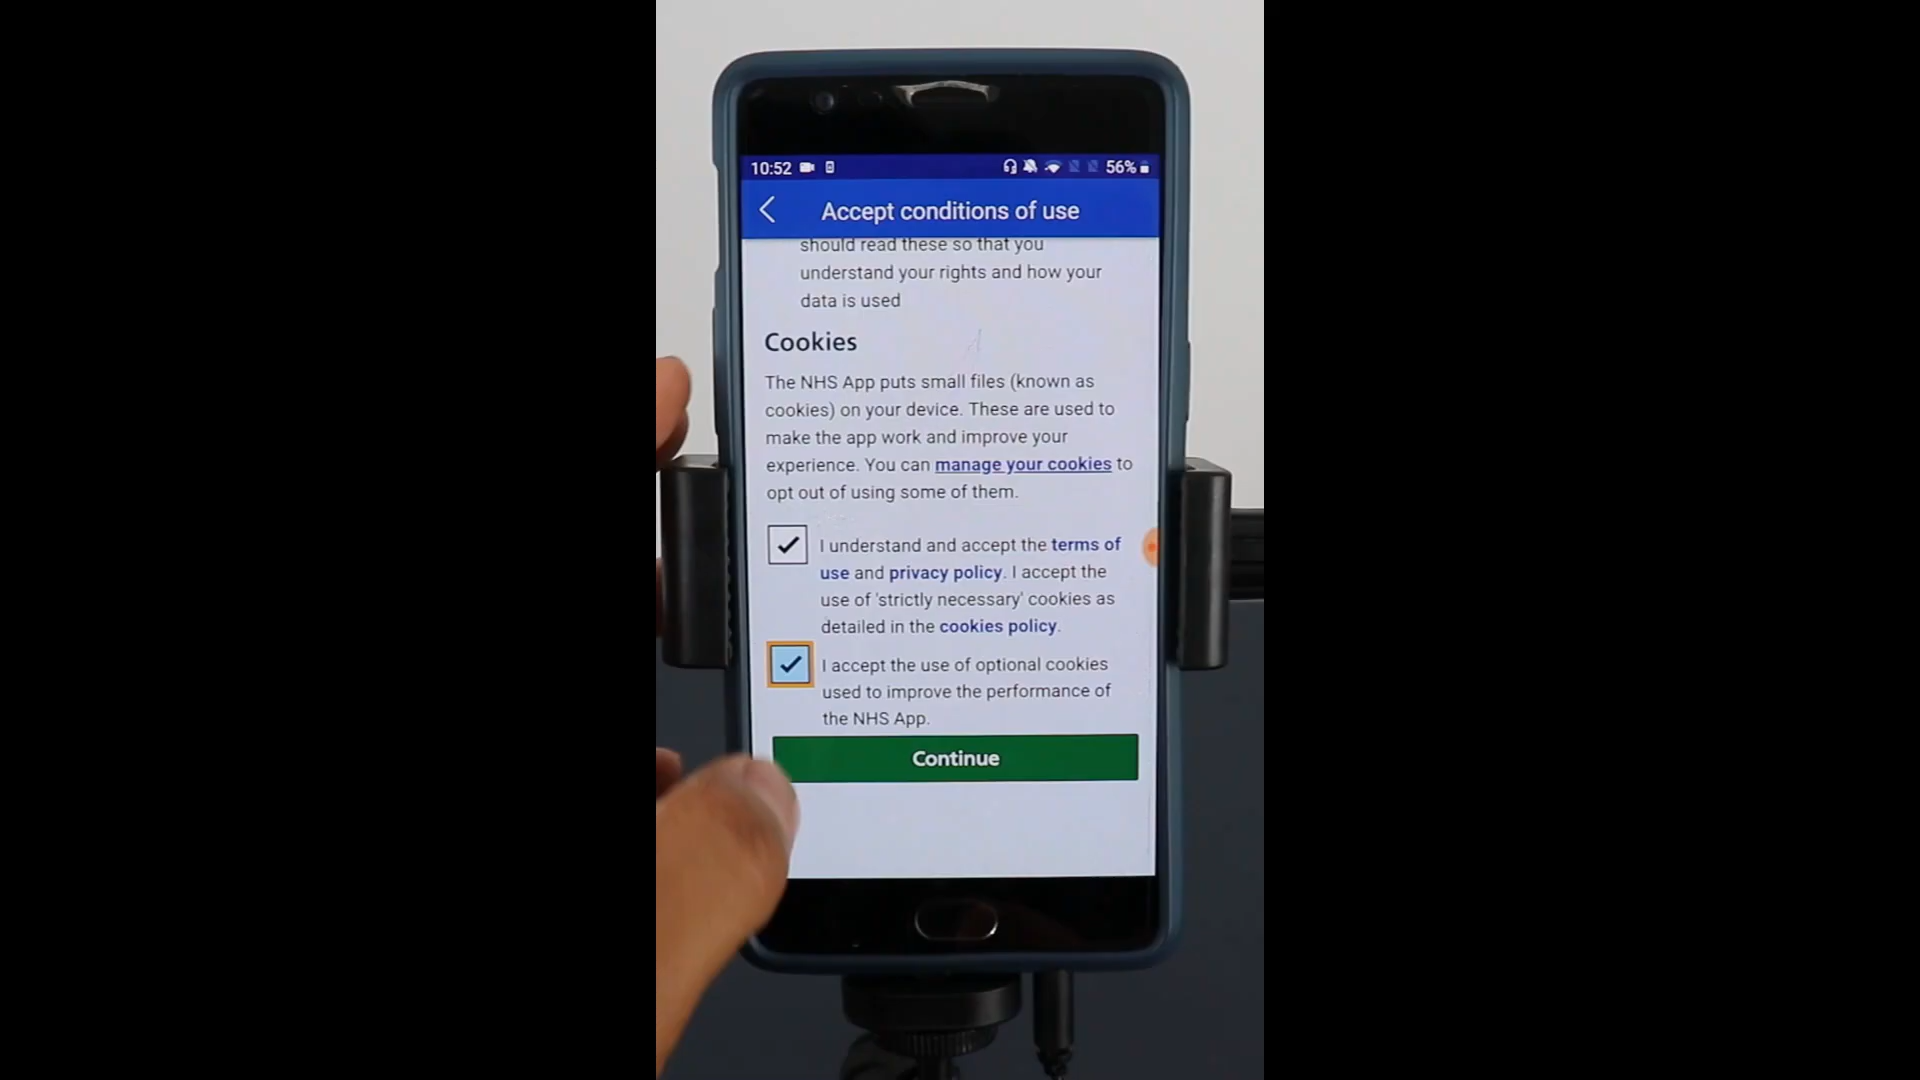 10:52 56%
Accept conditions of use
should read these so that you
understand your rights and how your
data is used
Cookies
The NHS App puts small files (known as
cookies) on your device. These are used to
make the app work and improve your
experience. You can manage your cookies to
opt out of using some of them.
I understand and accept the terms of
use and privacy policy. I accept the
use of 'strictly necessary' cookies as
detailed in the cookies policy.
I accept the use of optional cookies
used to improve the performance of
the NHS App.
Continue